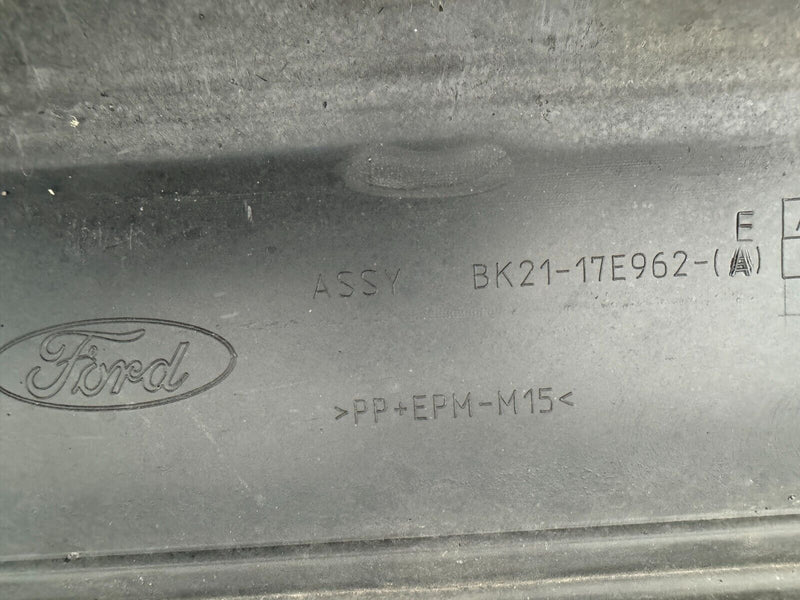 E
ASSY BK21-17E962-(A)
Ford
>PP+EPM-M15<